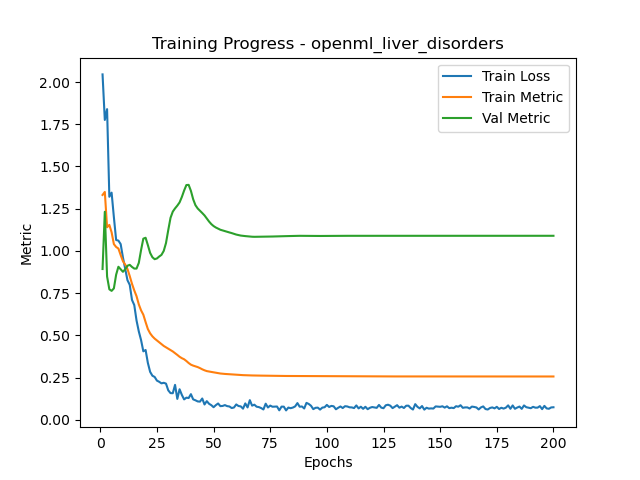 Training Progress - openml_liver_disorders
Train Loss
Train Metric
Val Metric
Metric
2.00
1.75
1.50
1.25
1.00
0.75
0.50
0.25
0.00
0 25 50 75 100 125 150 175 200
Epochs